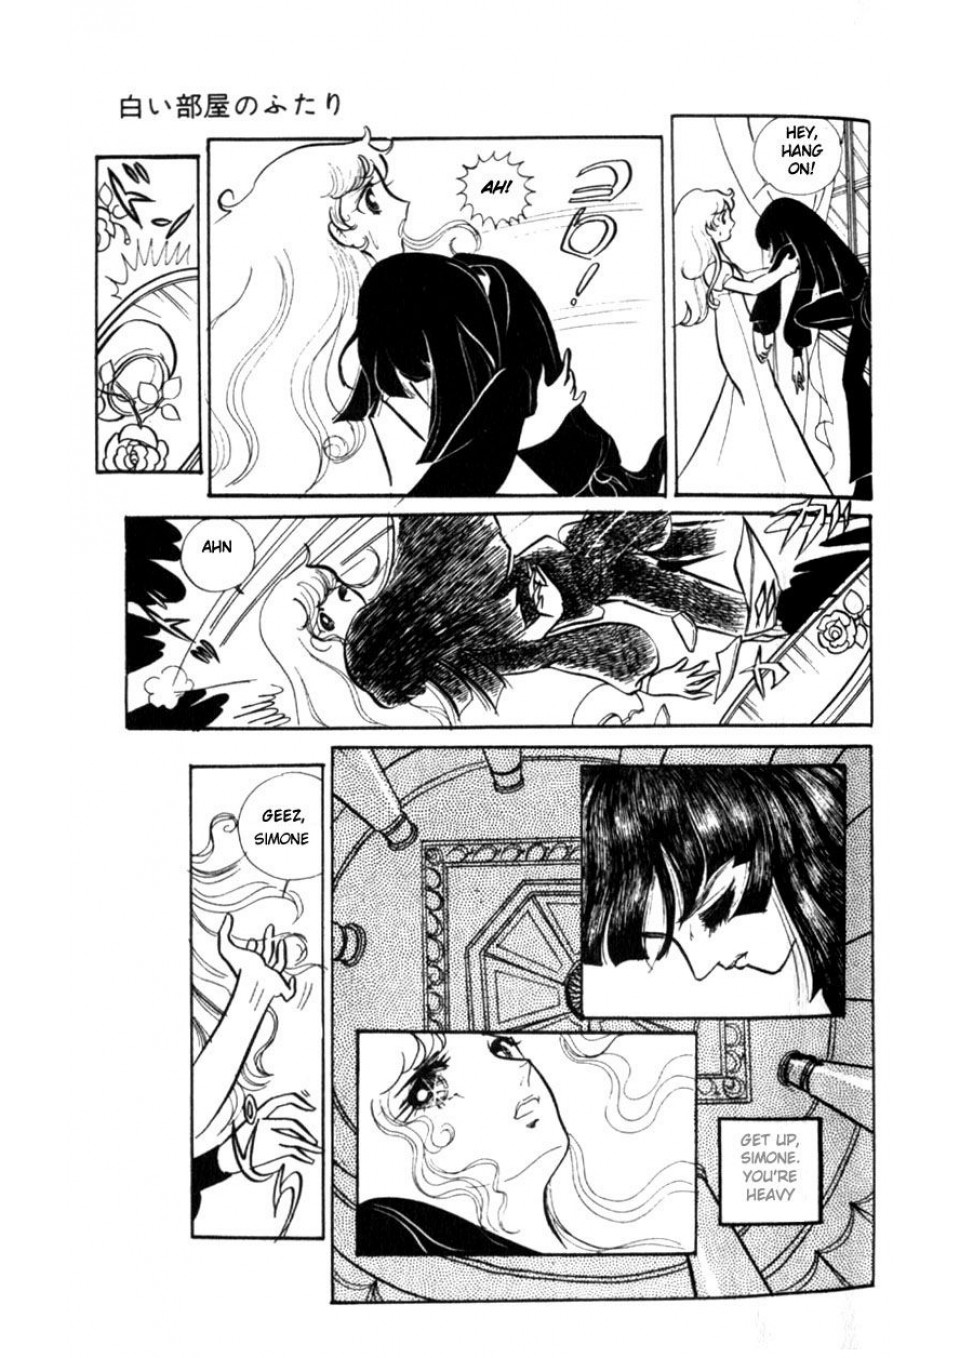 白い部屋のふたり
HEY,
HANG
ON!
AH!
ヨロ!
AHN
GEEZ,
SIMONE
GET UP,
SIMONE.
YOU'RE
HEAVY